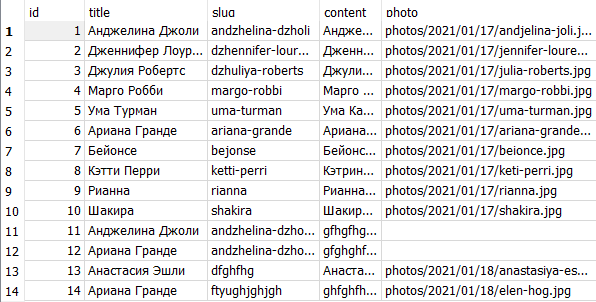 id title slug content photo
1 1 Анджелина Джоли andzhelina-dzholi Андже... photos/2021/01/17/andjelina-joli.j...
2 2 Дженнифер Лоур... dzhennifer-loure... Дженн... photos/2021/01/17/jennifer-loure...
3 3 Джулия Робертс dzhuliya-roberts Джули... photos/2021/01/17/julia-roberts.jpg
4 4 Марго Робби margo-robbi Марго ... photos/2021/01/17/margo-robbi.jpg
5 5 Ума Турман uma-turman Ума Ка... photos/2021/01/17/uma-turman.jpg
6 6 Ариана Гранде ariana-grande Ариана... photos/2021/01/17/ariana-grande...
7 7 Бейонсе bejonse Бейонс... photos/2021/01/17/beionce.jpg
8 8 Кэтти Перри ketti-perri Кэтрин... photos/2021/01/17/keti-perri.jpg
9 9 Рианна rianna Рианна... photos/2021/01/17/rianna.jpg
10 10 Шакира shakira Шакир... photos/2021/01/17/shakira.jpg
11 11 Анджелина Джоли andzhelina-dzho... gfhgfhg...
12 12 Ариана Гранде andzhelina-dzho... gfghghf...
13 13 Анастасия Эшли dfghfhg Анаста... photos/2021/01/18/anastasiya-es...
14 14 Ариана Гранде ftyughjghjgh ghfghfh... photos/2021/01/18/elen-hog.jpg